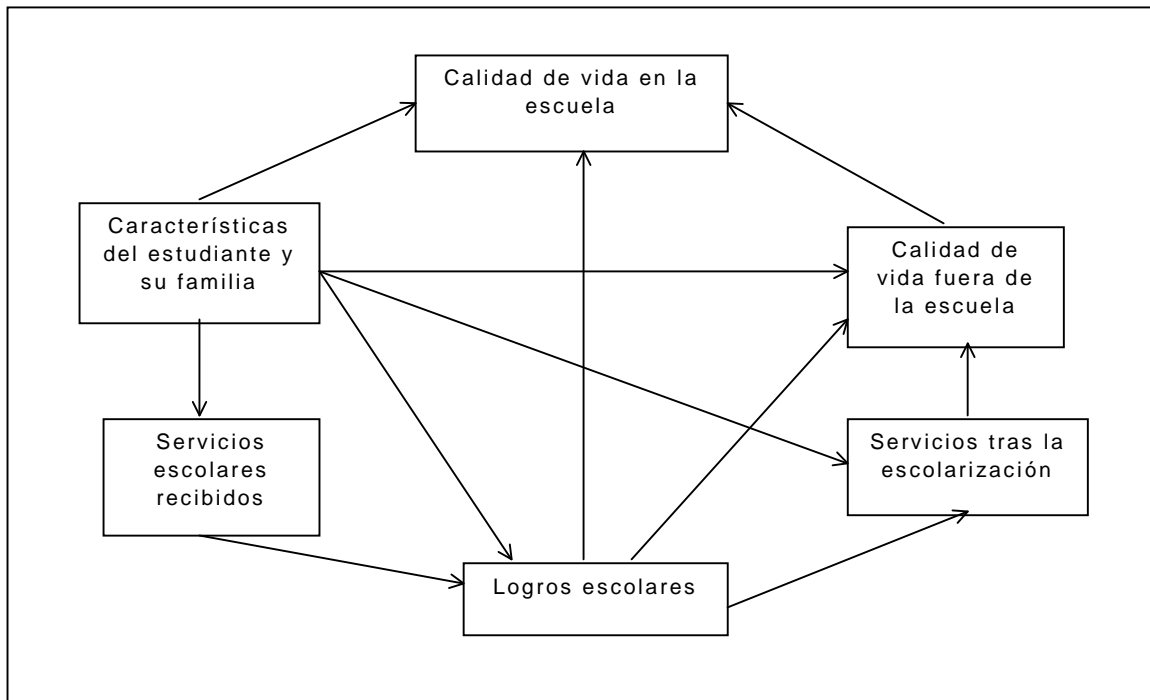 Calidad de vida en la
escuela
Características
del estudiante y
su familia
Calidad de
vida fuera de
la escuela
Servicios
escolares
recibidos
Servicios tras la
escolarización
Logros escolares